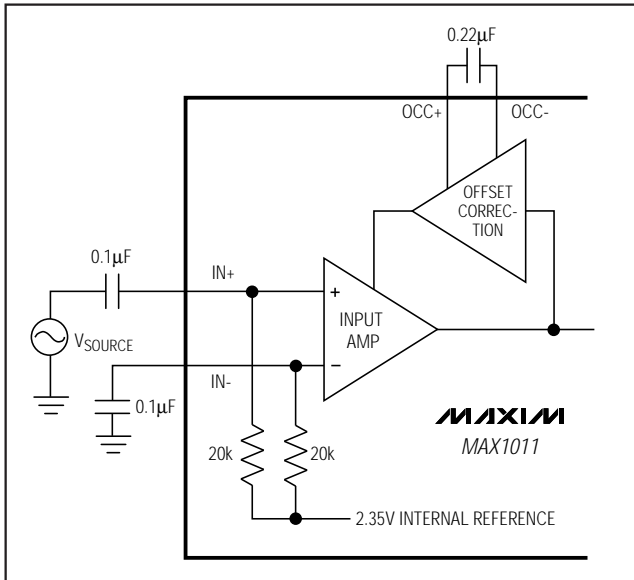 0.22µF
OCC+ OCC-
OFFSET
CORREC-
TION
0.1µF
IN+
+
INPUT
AMP
VSOURCE
−
IN-
0.1µF
MAXIM
MAX1011
20k 20k
2.35V INTERNAL REFERENCE